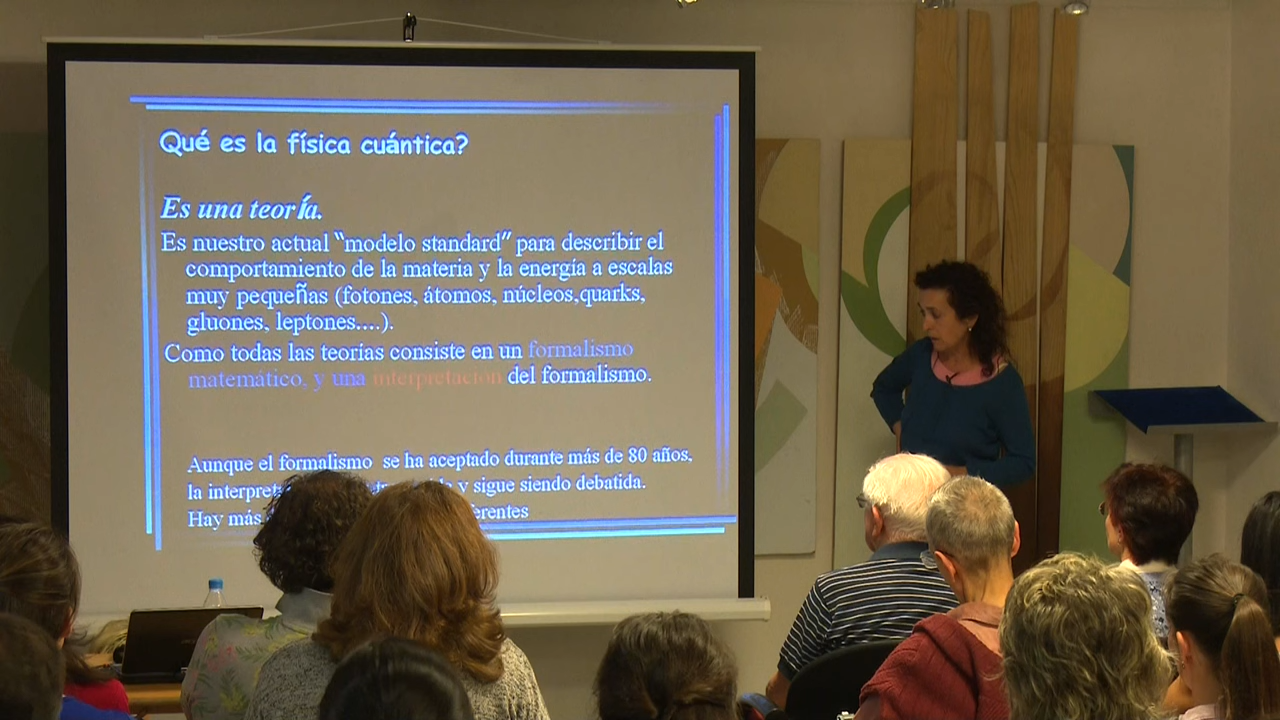 Qué es la física cuántica?
Es una teoría.
Es nuestro actual "modelo standard" para describir el
comportamiento de la materia y la energía a escalas
muy pequeñas (fotones, átomos, núcleos,quarks,
gluones, leptones....).
Como todas las teorías consiste en un formalismo
matemático, y una interpretación del formalismo.
Aunque el formalismo se ha aceptado durante más de 80 años,
la y sigue siendo debatida.
Hay más